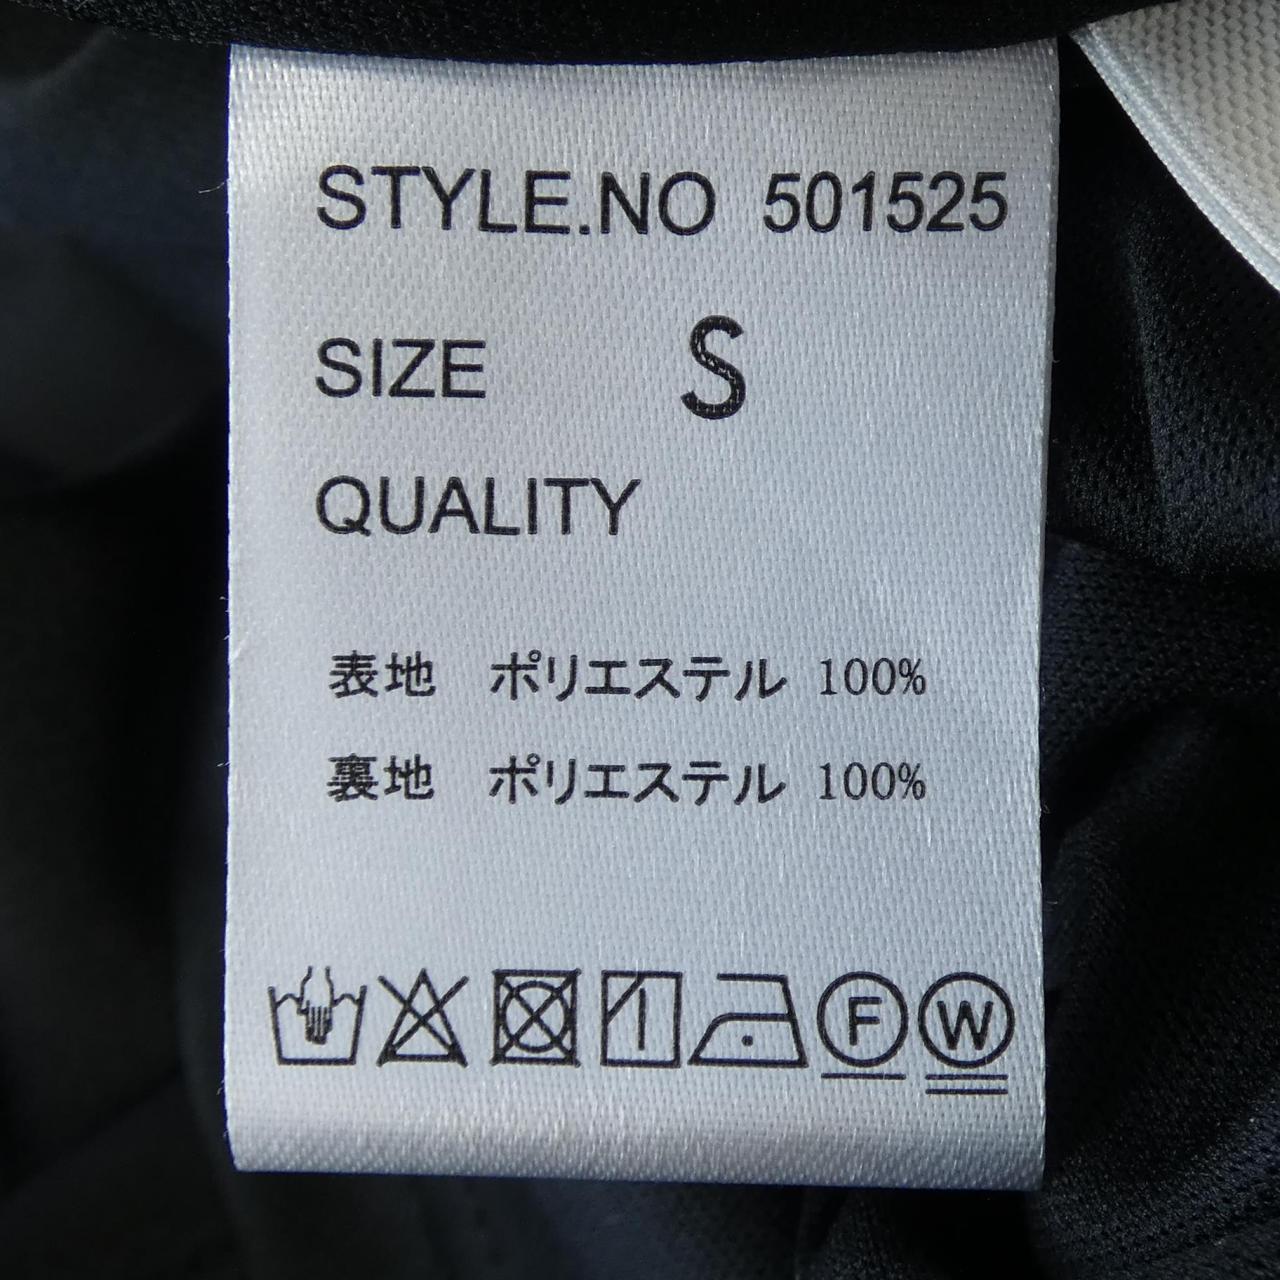 STYLE.NO 501525
SIZE S
QUALITY
表地 ポリエステル 100%
裏地 ポリエステル 100%
F W